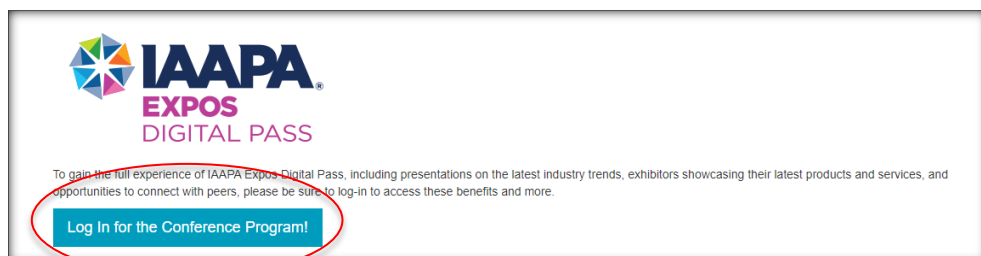 IAAPA®
EXPOS
DIGITAL PASS
To gain the full experience of IAAPA Expos Digital Pass, including presentations on the latest industry trends, exhibitors showcasing their latest products and services, and
opportunities to connect with peers, please be sure to log-in to access these benefits and more.
Log In for the Conference Program!